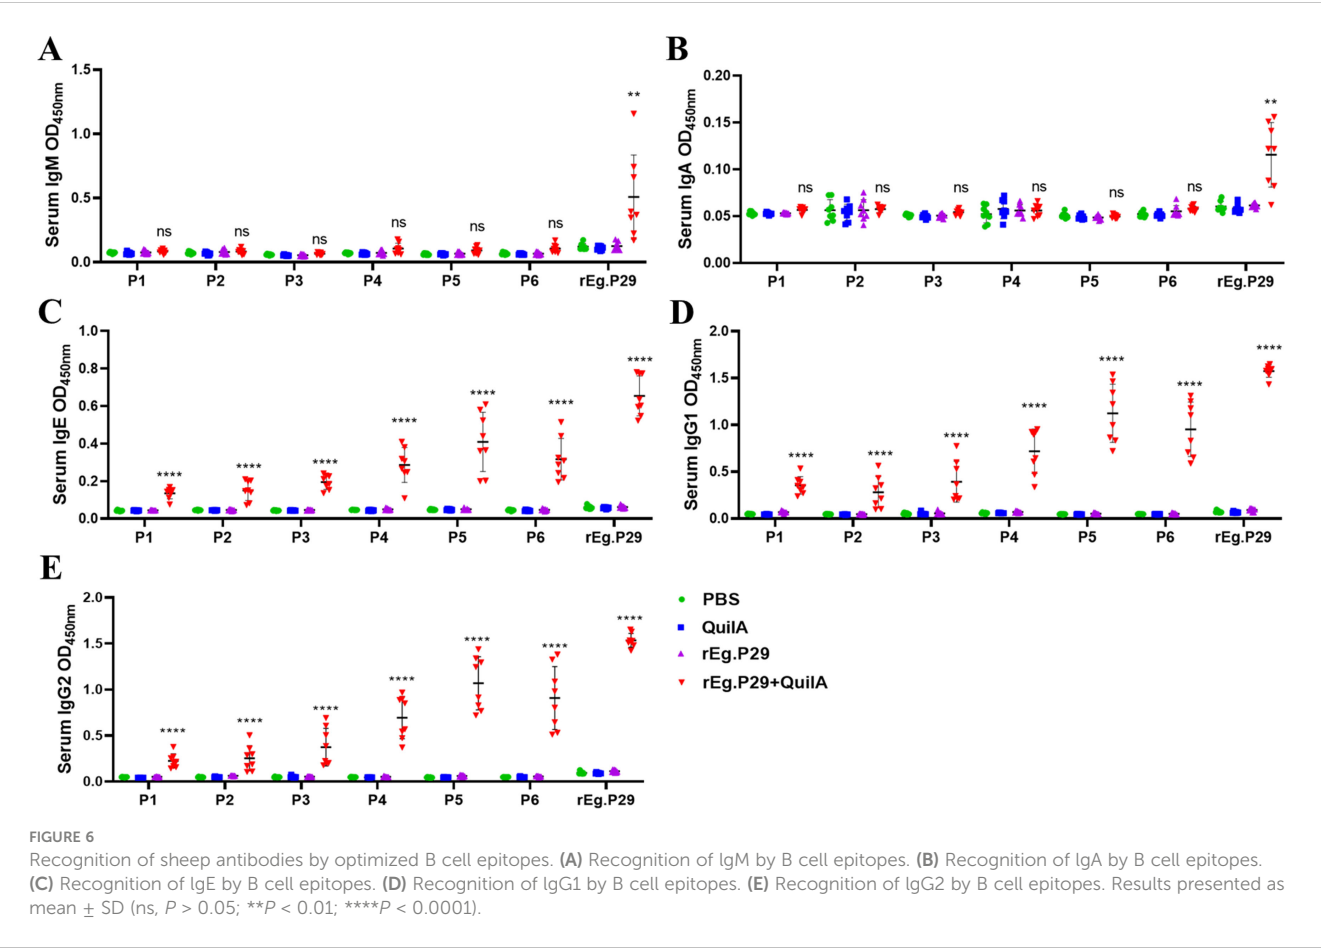 A
B
1.5
1.0
0.5
0.0
Serum IgM OD450nm
ns ns ns ns ns ns **
P1 P2 P3 P4 P5 P6 rEg.P29
0.20
0.15
0.10
0.05
0.00
Serum IgA OD450nm
ns ns ns ns ns ns **
P1 P2 P3 P4 P5 P6 rEg.P29
C
D
1.0
0.8
0.6
0.4
0.2
0.0
Serum IgE OD450nm
**** **** **** **** **** **** ****
P1 P2 P3 P4 P5 P6 rEg.P29
2.0
1.5
1.0
0.5
0.0
Serum IgG1 OD450nm
**** **** **** **** **** **** ****
P1 P2 P3 P4 P5 P6 rEg.P29
E
2.0
1.5
1.0
0.5
0.0
Serum IgG2 OD450nm
**** **** **** **** **** **** ****
P1 P2 P3 P4 P5 P6 rEg.P29
PBS
QuilA
rEg.P29
rEg.P29+QuilA
FIGURE 6
Recognition of sheep antibodies by optimized B cell epitopes. (A) Recognition of IgM by B cell epitopes. (B) Recognition of IgA by B cell epitopes.
(C) Recognition of IgE by B cell epitopes. (D) Recognition of IgG1 by B cell epitopes. (E) Recognition of IgG2 by B cell epitopes. Results presented as
mean ± SD (ns, P > 0.05; **P < 0.01; ****P < 0.0001).